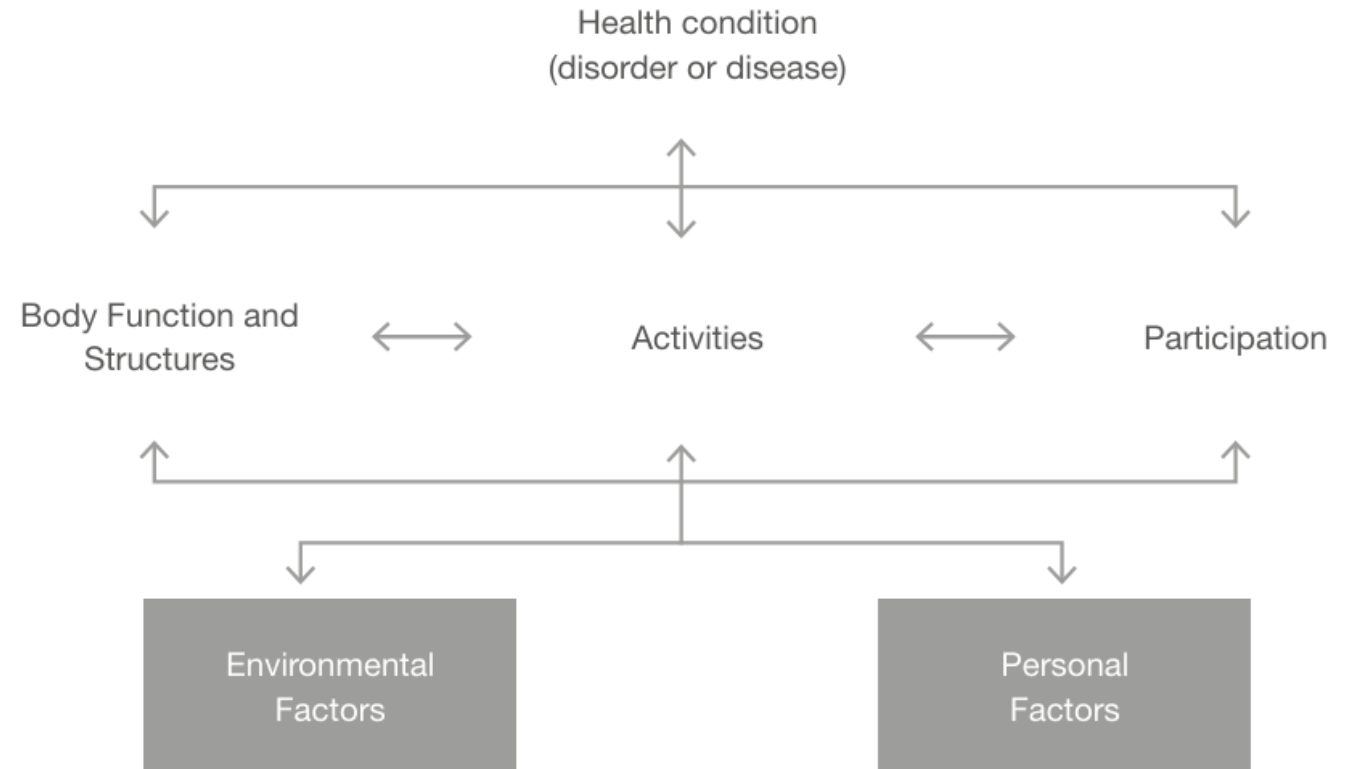 Health condition
(disorder or disease)
Body Function and
Structures
Activities
Participation
Environmental
Factors
Personal
Factors